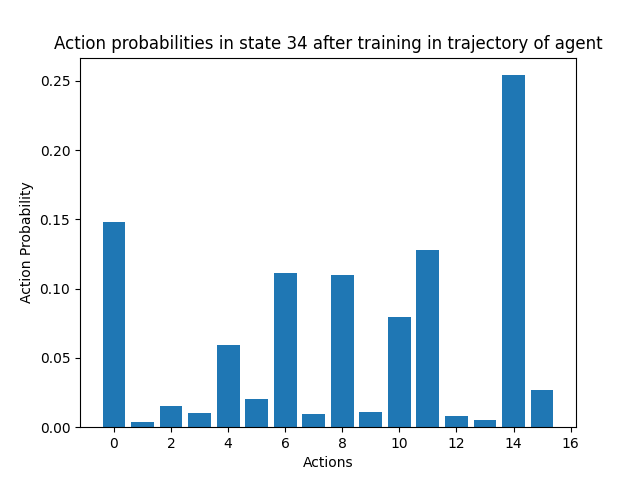 Action probabilities in state 34 after training in trajectory of agent
0.25
0.20
0.15
0.10
0.05
0.00
Action Probability
0 2 4 6 8 10 12 14 16
Actions